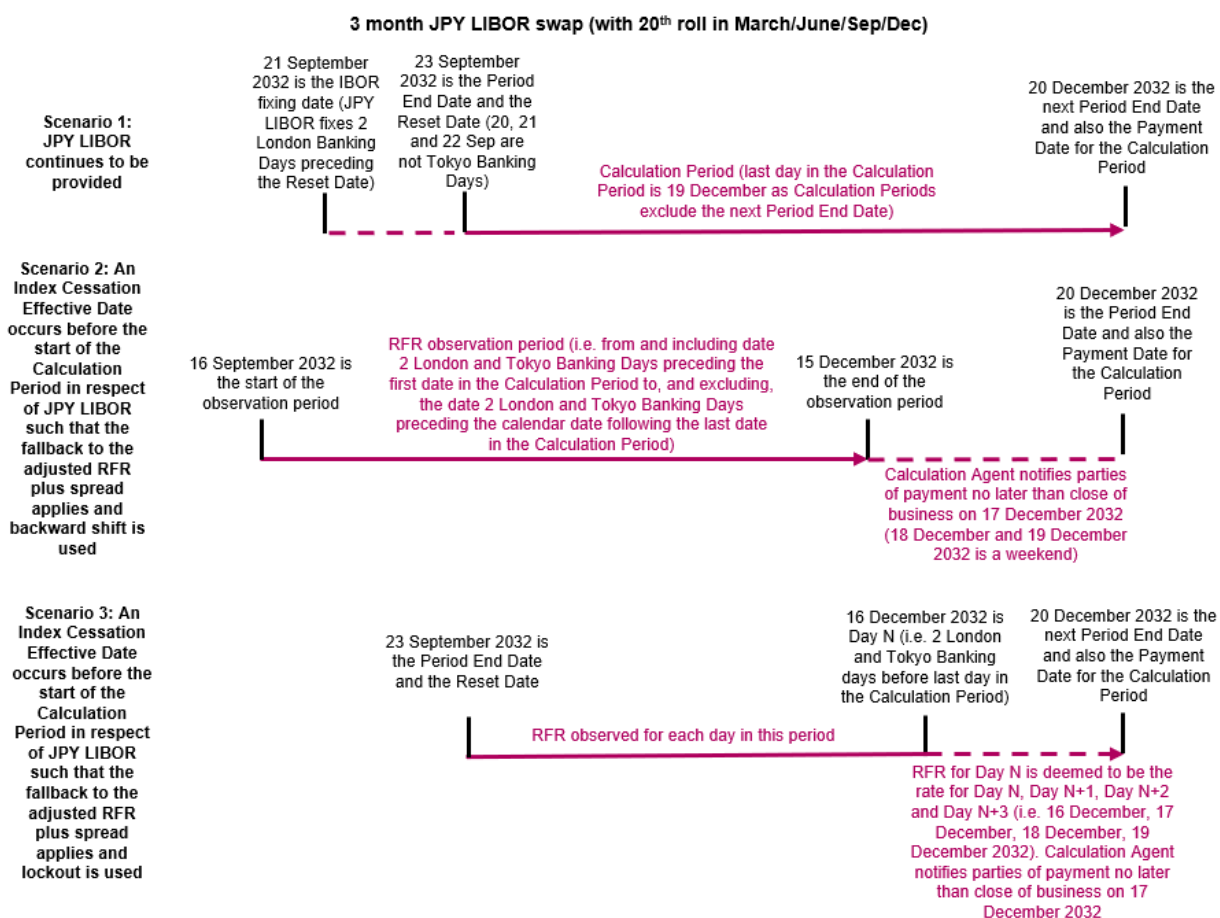 3 month JPY LIBOR swap (with 20th roll in March/June/Sep/Dec)
Scenario 1:
JPY LIBOR
continues to be
provided
21 September
2032 is the IBOR
fixing date (JPY
LIBOR fixes 2
London Banking
Days preceding
the Reset Date)
23 September
2032 is the Period
End Date and the
Reset Date (20, 21
and 22 Sep are
not Tokyo Banking
Days)
Calculation Period (last day in the Calculation
Period is 19 December as Calculation Periods
exclude the next Period End Date)
20 December 2032 is the
next Period End Date
and also the Payment
Date for the Calculation
Period
Scenario 2: An
Index Cessation
Effective Date
occurs before the
start of the
Calculation
Period in respect
of JPY LIBOR
such that the
fallback to the
adjusted RFR
plus spread
applies and
backward shift is
used
16 September 2032 is
the start of the
observation period
RFR observation period (i.e. from and including date
2 London and Tokyo Banking Days preceding the
first date in the Calculation Period to, and excluding,
the date 2 London and Tokyo Banking Days
preceding the calendar date following the last date
in the Calculation Period)
15 December 2032 is
the end of the
observation period
20 December 2032
is the Period End
Date and also the
Payment Date for
the Calculation
Period
Calculation Agent notifies parties
of payment no later than close of
business on 17 December 2032
(18 December and 19 December
2032 is a weekend)
Scenario 3: An
Index Cessation
Effective Date
occurs before the
start of the
Calculation
Period in respect
of JPY LIBOR
such that the
fallback to the
adjusted RFR
plus spread
applies and
lockout is used
23 September 2032 is
the Period End Date
and the Reset Date
RFR observed for each day in this period
16 December 2032 is
Day N (i.e. 2 London
and Tokyo Banking
days before last day in
the Calculation Period)
20 December 2032 is the
next Period End Date
and also the Payment
Date for the Calculation
Period
RFR for Day N is deemed to be the
rate for Day N, Day N+1, Day N+2
and Day N+3 (i.e. 16 December, 17
December, 18 December, 19
December 2032). Calculation Agent
notifies parties of payment no later
than close of business on 17
December 2032